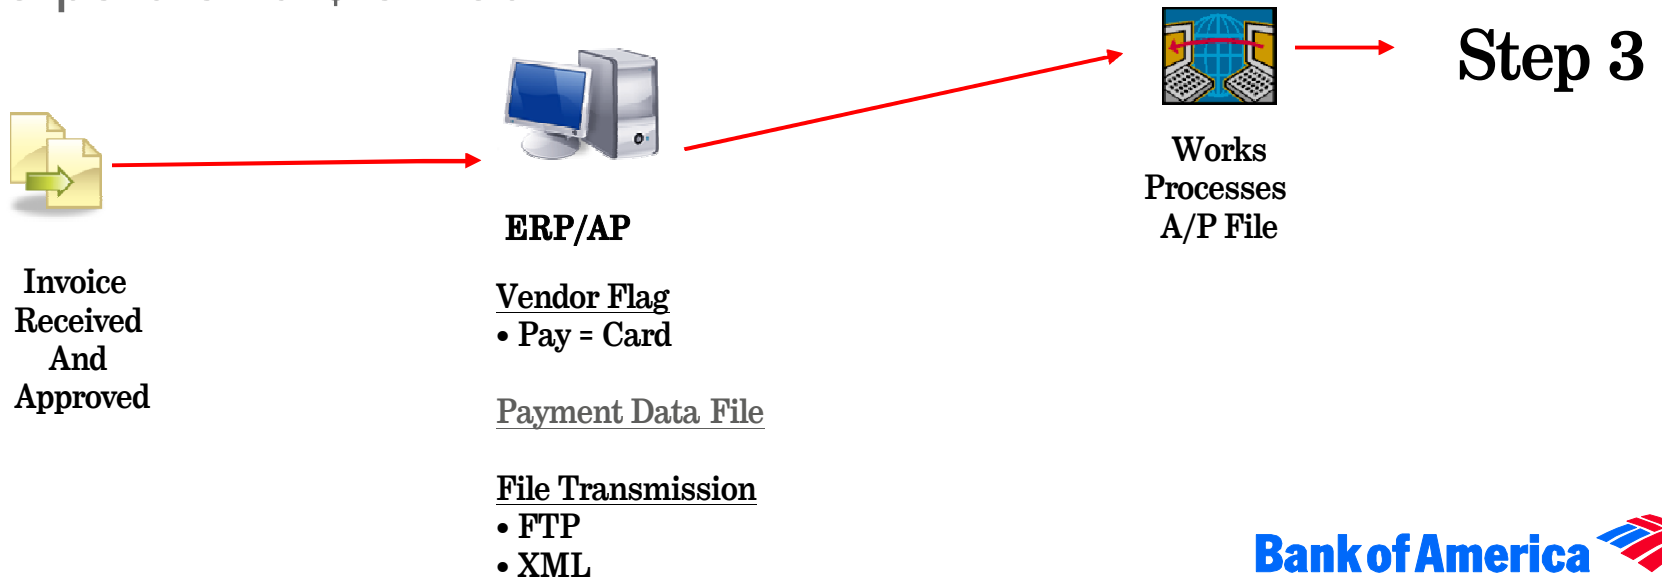 Step 3
Works
Processes
A/P File
ERP/AP
Invoice
Received
And
Approved
Vendor Flag
• Pay = Card
Payment Data File
File Transmission
• FTP
• XML
Bank of America